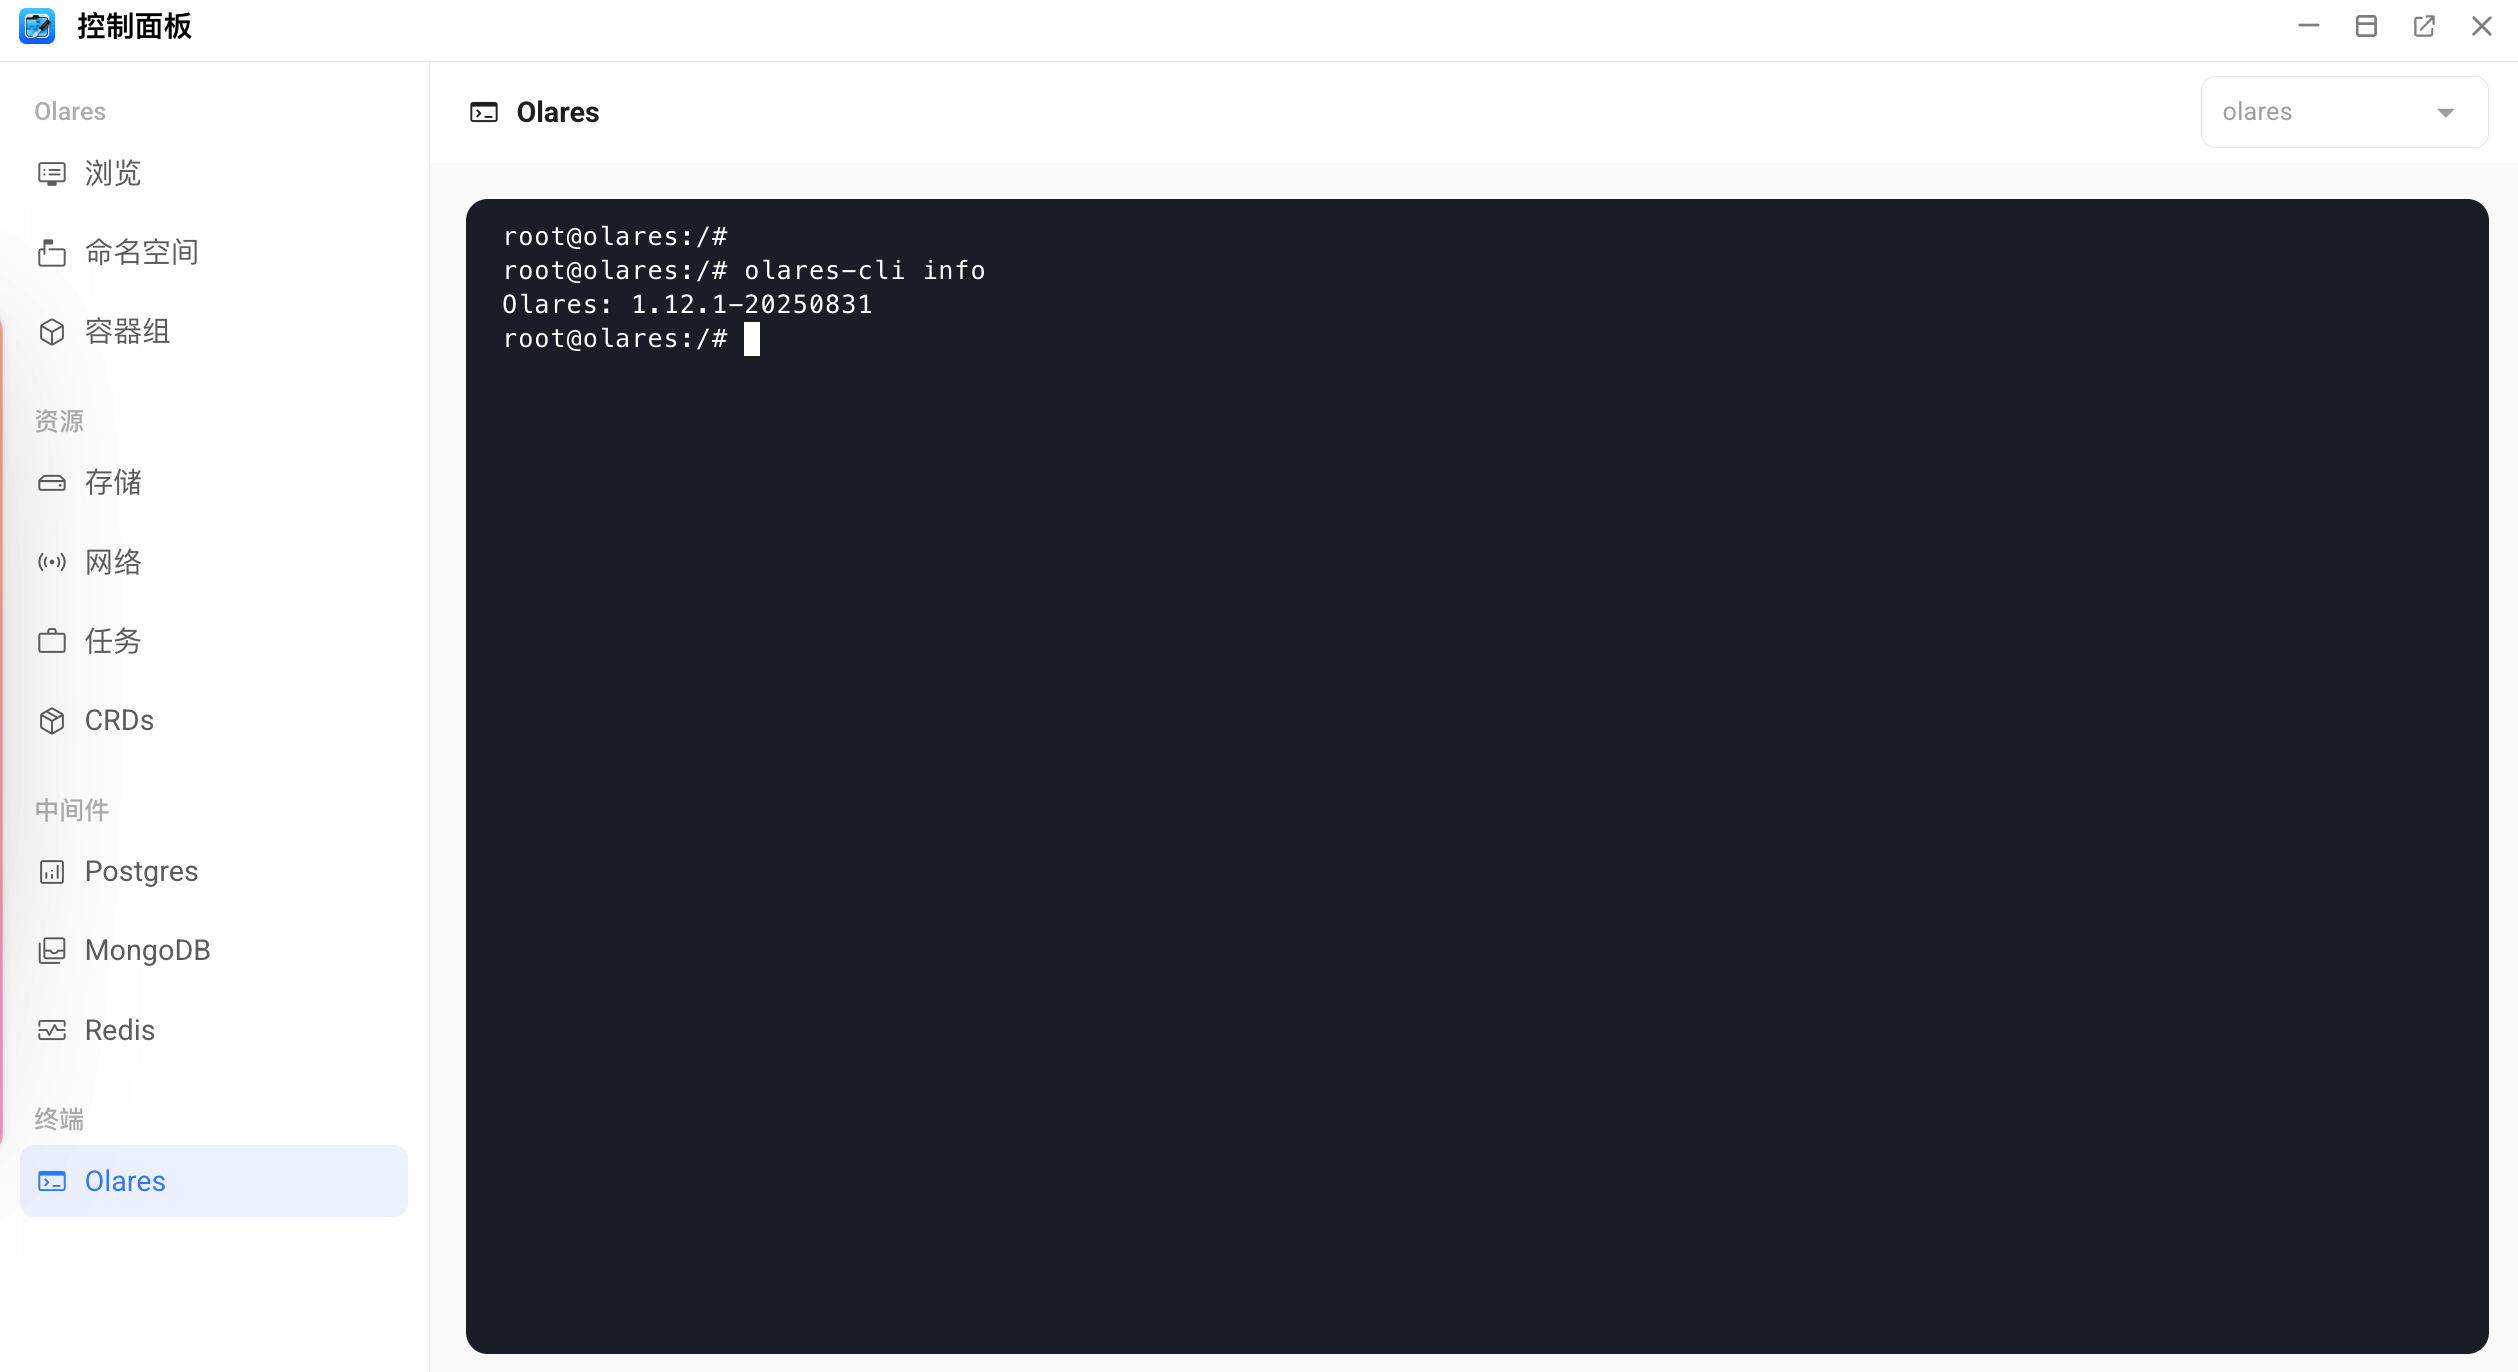 控制面板
Olares
浏览
命名空间
容器组
资源
存储
网络
任务
CRDs
中间件
Postgres
MongoDB
Redis
终端
Olares
Olares
olares
root@olares:/#
root@olares:/# olares-cli info
Olares: 1.12.1-20250831
root@olares:/#